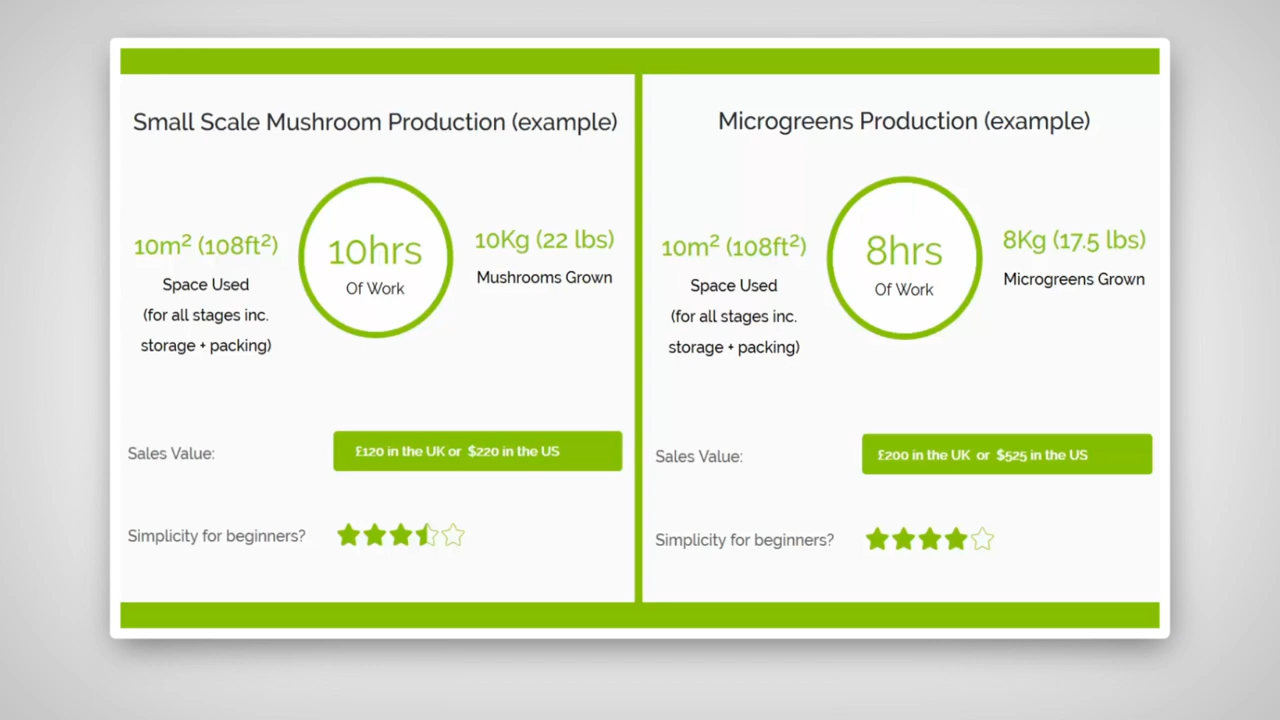 Small Scale Mushroom Production (example)
10m² (108ft²)
Space Used
(for all stages inc.
storage + packing)
10hrs
Of Work
10Kg (22 lbs)
Mushrooms Grown
Sales Value:
£120 in the UK or $220 in the US
Simplicity for beginners?
Microgreens Production (example)
10m² (108ft²)
Space Used
(for all stages inc.
storage + packing)
8hrs
Of Work
8Kg (17.5 lbs)
Microgreens Grown
Sales Value:
£200 in the UK or $525 in the US
Simplicity for beginners?